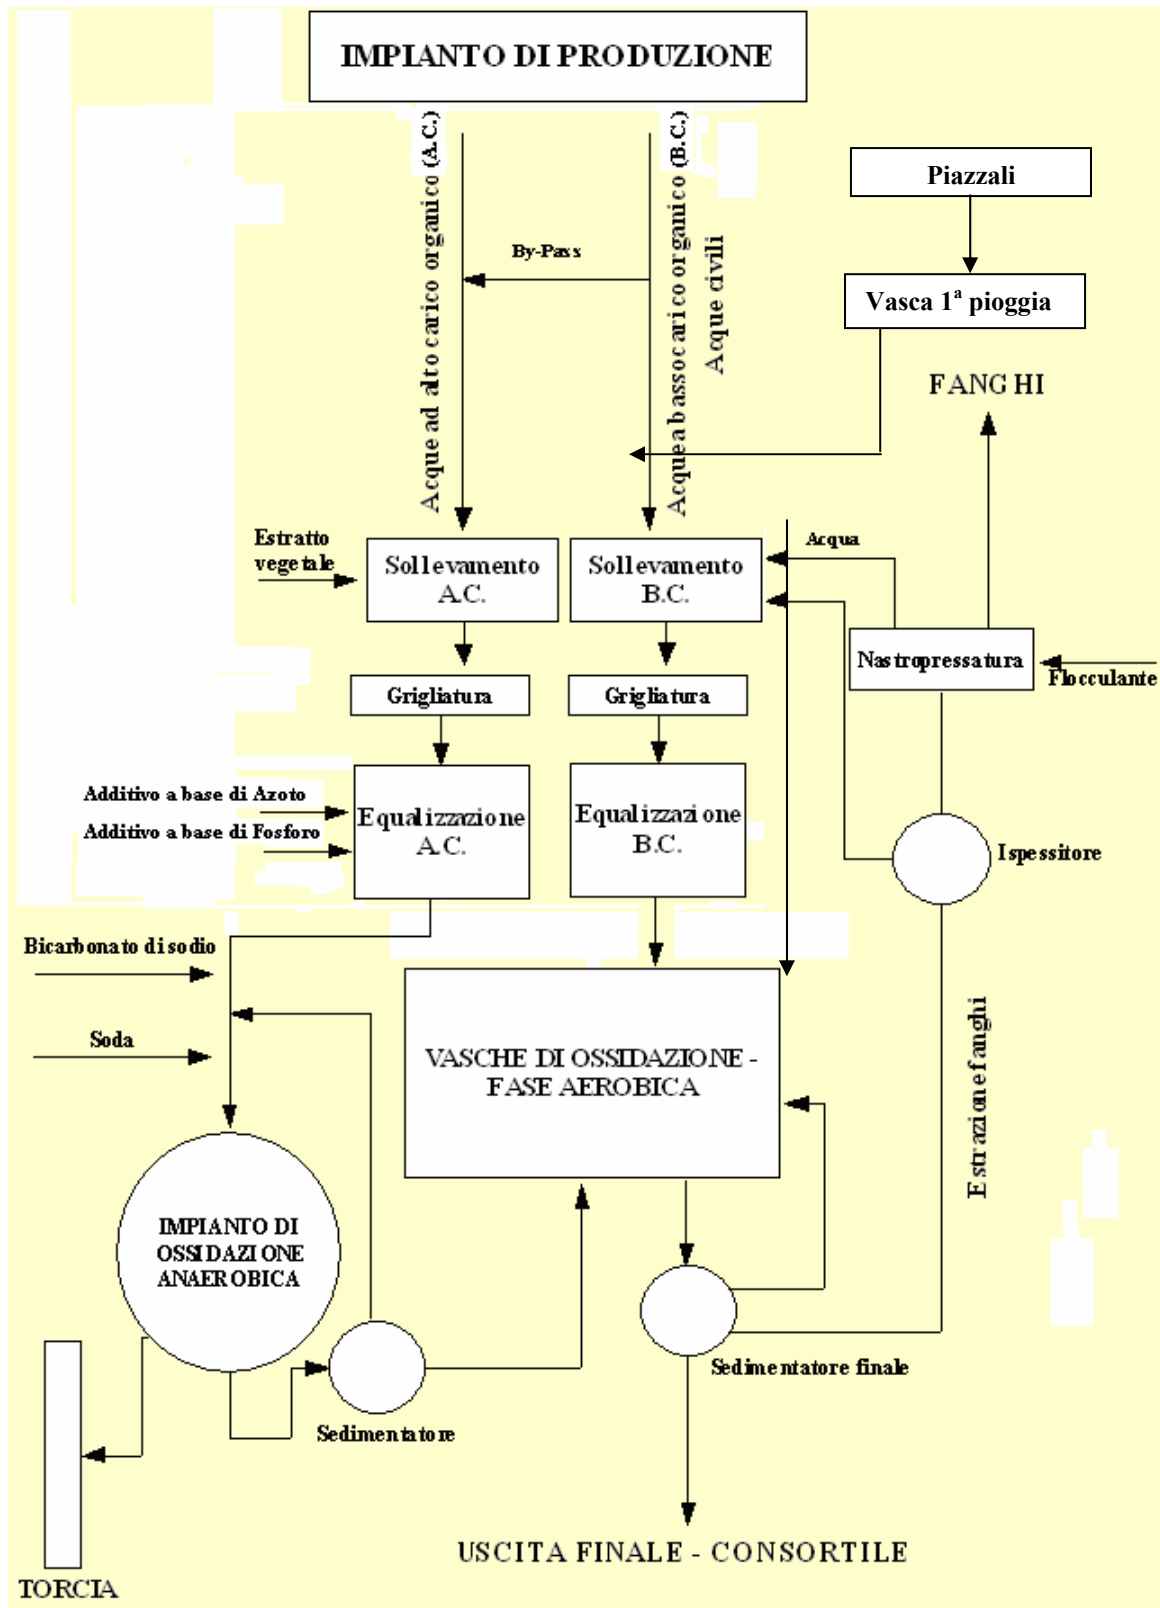 IMPIANTO DI PRODUZIONE
Acque ad alto carico organico (A.C.)
Acque a basso carico organico (B.C.)
Acque civili
Piazzali
By-Pass
Vasca 1ª pioggia
FANGHI
Estratto
vegetale
Sollevamento
A.C.
Sollevamento
B.C.
Acqua
Nastropressatura
Flocculante
Grigliatura
Grigliatura
Additivo a base di Azoto
Additivo a base di Fosforo
Equalizzazione
A.C.
Equalizzazione
B.C.
Ispessitore
Bicarbonato di sodio
Soda
VASCHE DI OSSIDAZIONE -
FASE AEROBICA
Estrazione fanghi
IMPIANTO DI
OSSIDAZIONE
ANAEROBICA
Sedimentatore finale
Sedimentatore
USCITA FINALE - CONSORTILE
TORCIA